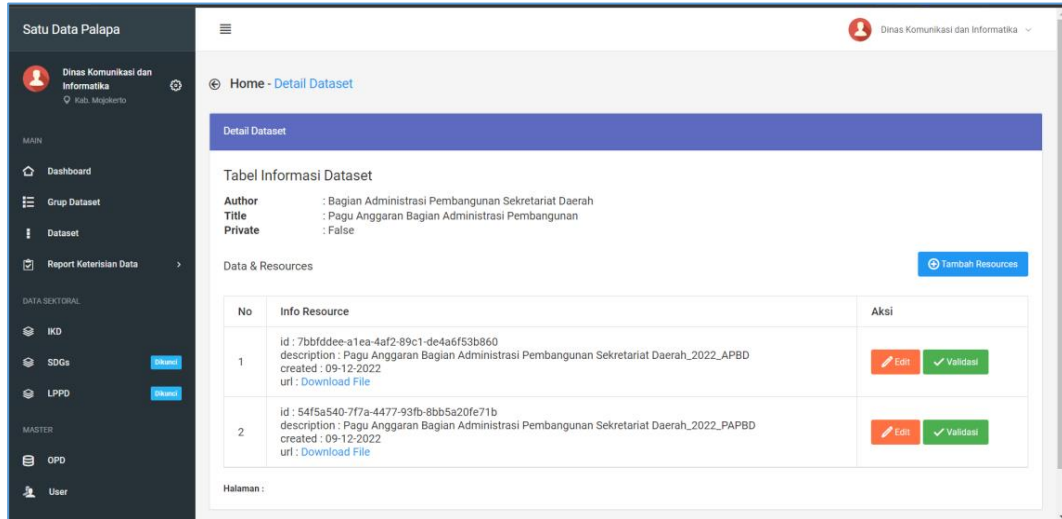 Satu Data Palapa
Dinas Komunikasi dan Informatika
Dinas Komunikasi dan
Informatika
Kab. Mojokerto
Home - Detail Dataset
MAIN
Dashboard
Grup Dataset
Dataset
Report Keterisian Data
DATA SEKTORAL
IKD
SDGs Dikunci
LPPD Dikunci
MASTER
OPD
User
Detail Dataset
Tabel Informasi Dataset
Author : Bagian Administrasi Pembangunan Sekretariat Daerah
Title : Pagu Anggaran Bagian Administrasi Pembangunan
Private : False
Data & Resources
Tambah Resources
No Info Resource Aksi
1
id : 7bbfddee-a1ea-4af2-89c1-de4a6f53b860
description : Pagu Anggaran Bagian Administrasi Pembangunan Sekretariat Daerah_2022_APBD
created : 09-12-2022
url : Download File
Edit Validasi
2
id : 54f5a540-7f7a-4477-93fb-8bb5a20fe71b
description : Pagu Anggaran Bagian Administrasi Pembangunan Sekretariat Daerah_2022_PAPBD
created : 09-12-2022
url : Download File
Edit Validasi
Halaman :